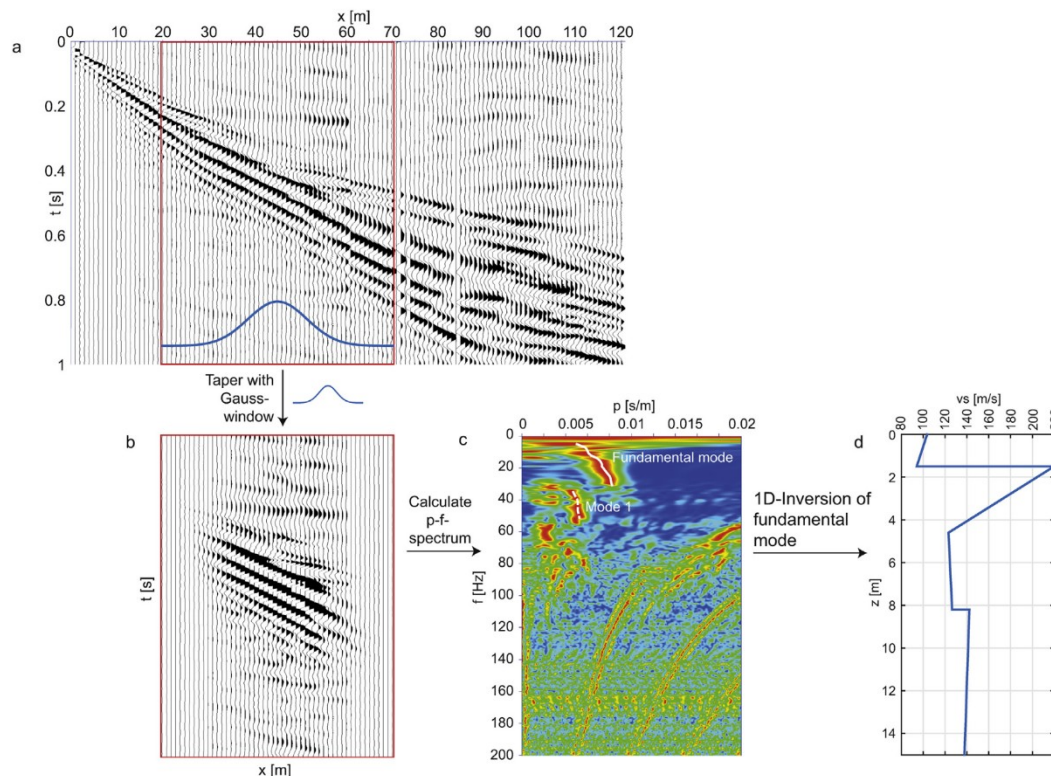 x [m]
a
0 10 20 30 40 50 60 70 80 90 100 110 120
0
0.2
0.4
t [s]
0.6
0.8
1
Taper with
Gauss-
window
b
t [s]
x [m]
Calculate
p-f-
spectrum
c
p [s/m]
0 0.005 0.01 0.015 0.02
0
20
40
60
80
f [Hz]
100
120
140
160
180
200
Fundamental mode
Mode 1
1D-Inversion of
fundamental
mode
d
vs [m/s]
80 100 120 140 160 180 200
0
2
4
6
z [m]
8
10
12
14